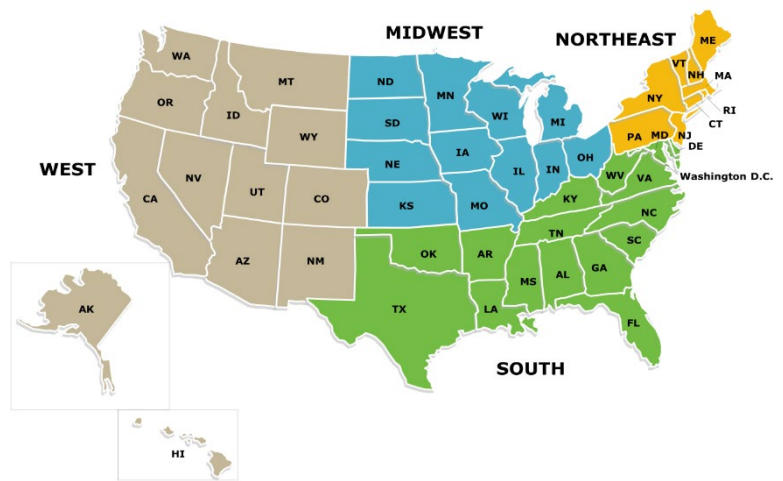 MIDWEST
NORTHEAST
WEST
SOUTH
WA
OR
CA
NV
ID
MT
WY
UT
CO
AZ
NM
AK
HI
ND
SD
NE
KS
MN
IA
MO
WI
IL
IN
MI
OH
ME
VT
NH
MA
RI
CT
NY
PA
NJ
MD
DE
Washington D.C.
WV
VA
KY
NC
TN
SC
OK
AR
TX
LA
MS
AL
GA
FL